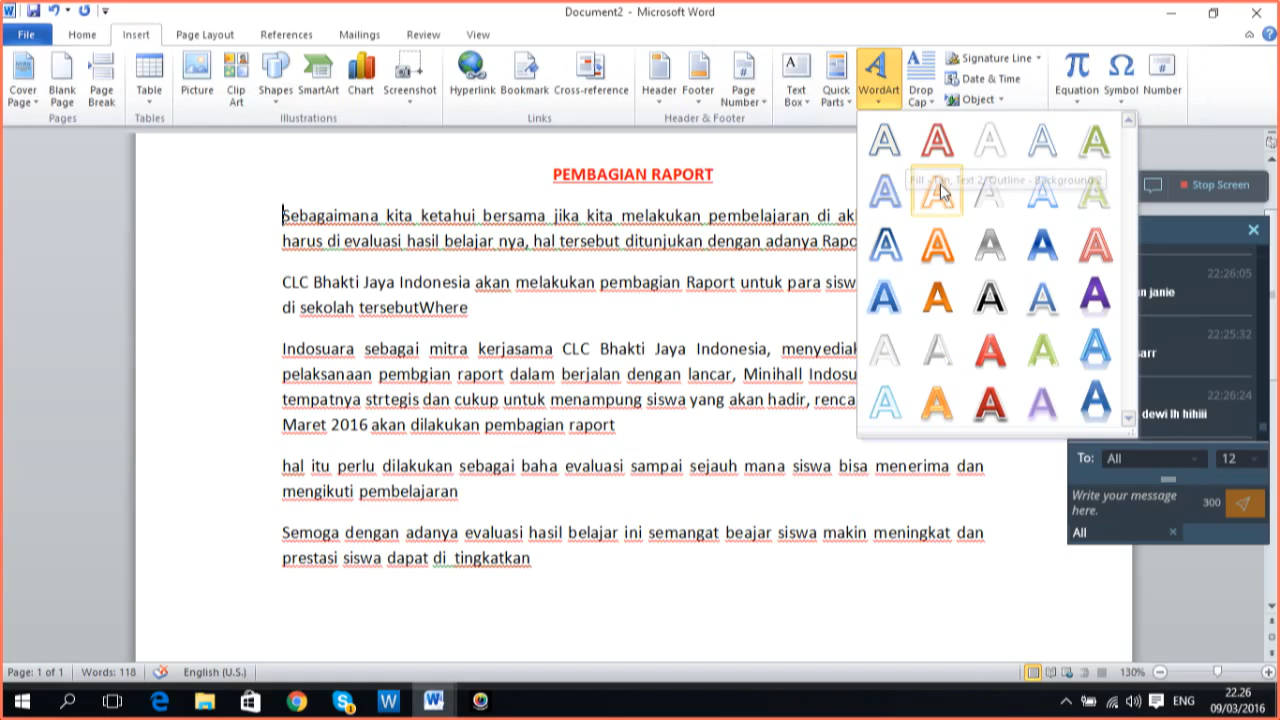 Document2 - Microsoft Word
File Home Insert Page Layout References Mailings Review View
Cover Page Blank Page Page Break Table Picture Clip Art Shapes SmartArt Chart Screenshot Hyperlink Bookmark Cross-reference Header Footer Page Number Text Box Quick Parts WordArt Drop Cap Signature Line Date & Time Object Equation Symbol Number
Pages Tables Illustrations Links Header & Footer
PEMBAGIAN RAPORT
Sebagaimana kita ketahui bersama jika kita melakukan pembelajaran di
harus di evaluasi hasil belajar nya, hal tersebut ditunjukan dengan adanya
CLC Bhakti Jaya Indonesia akan melakukan pembagian Raport untuk para
di sekolah tersebutWhere
Indosuara sebagai mitra kerjasama CLC Bhakti Jaya Indonesia,
pelaksanaan pembgian raport dalam berjalan dengan lancar, Minihall
tempatnya strtegis dan cukup untuk menampung siswa yang akan hadir,
Maret 2016 akan dilakukan pembagian raport
hal itu perlu dilakukan sebagai baha evaluasi sampai sejauh mana siswa bisa menerima dan
mengikuti pembelajaran
Semoga dengan adanya evaluasi hasil belajar ini semangat beajar siswa makin meningkat dan
prestasi siswa dapat di tingkatkan
Stop Screen
22:26:05
janie
22:25:32
22:26:24
dewi lh hihiii
To: All 12
Write your message here. 300
All
Page: 1 of 1 Words: 118 English (U.S.) 130%
ENG 22.26
09/03/2016